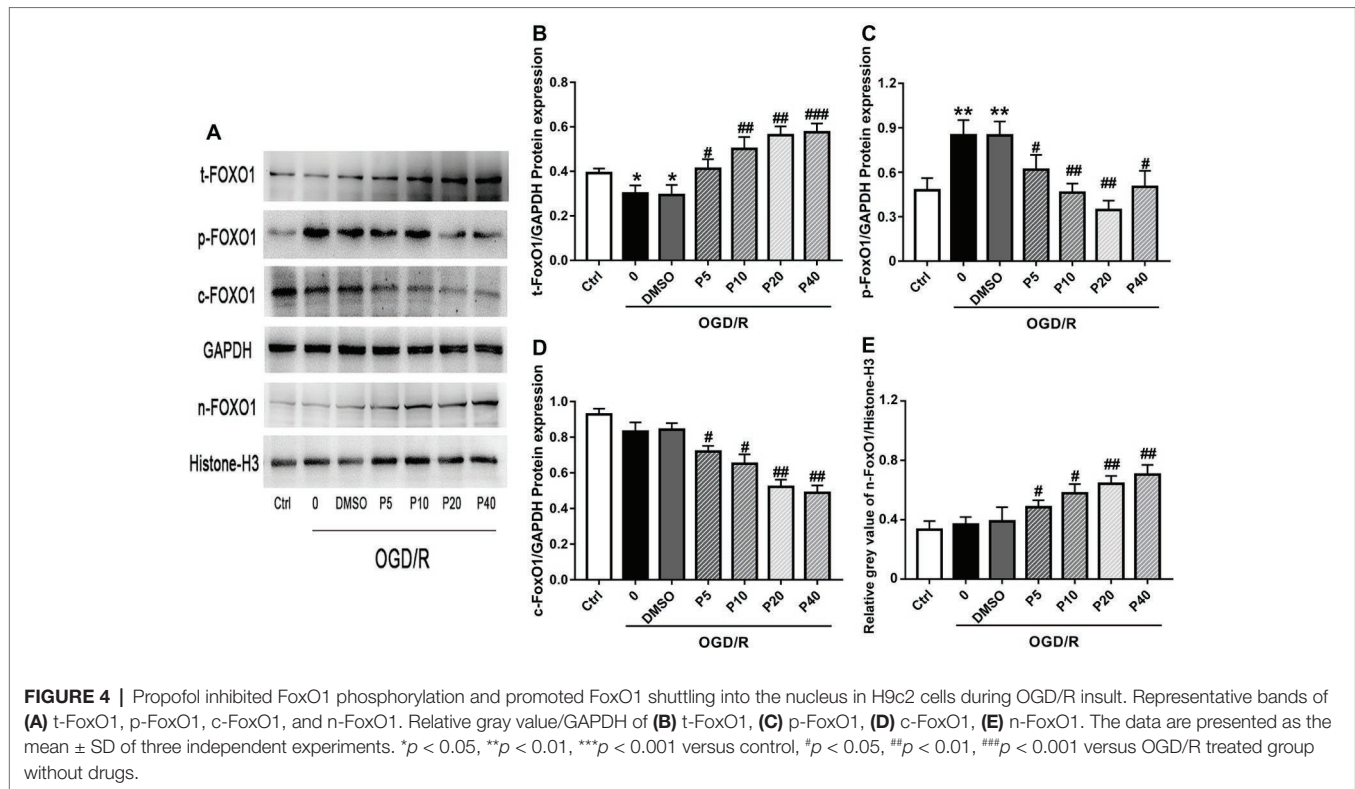 A
t-FOXO1
p-FOXO1
c-FOXO1
GAPDH
n-FOXO1
Histone-H3
Ctrl 0 DMSO P5 P10 P20 P40
OGD/R
B
t-FoxO1/GAPDH Protein expression
0.8
0.6
0.4
0.2
0.0
* * # ## ## ###
Ctrl 0 DMSO P5 P10 P20 P40
OGD/R
C
p-FoxO1/GAPDH Protein expression
1.2
0.9
0.6
0.3
0.0
** ** # ## ## #
Ctrl 0 DMSO P5 P10 P20 P40
OGD/R
D
c-FoxO1/GAPDH Protein expression
1.0
0.8
0.6
0.4
0.2
0.0
# # ## ##
Ctrl 0 DMSO P5 P10 P20 P40
OGD/R
E
Relative grey value of n-FoxO1/Histone-H3
1.2
0.8
0.4
0
# # ## ##
Ctrl 0 DMSO P5 P10 P20 P40
OGD/R
FIGURE 4 | Propofol inhibited FoxO1 phosphorylation and promoted FoxO1 shuttling into the nucleus in H9c2 cells during OGD/R insult. Representative bands of
(A) t-FoxO1, p-FoxO1, c-FoxO1, and n-FoxO1. Relative gray value/GAPDH of (B) t-FoxO1, (C) p-FoxO1, (D) c-FoxO1, (E) n-FoxO1. The data are presented as the
mean ± SD of three independent experiments. *p < 0.05, **p < 0.01, ***p < 0.001 versus control, #p < 0.05, ##p < 0.01, ###p < 0.001 versus OGD/R treated group
without drugs.